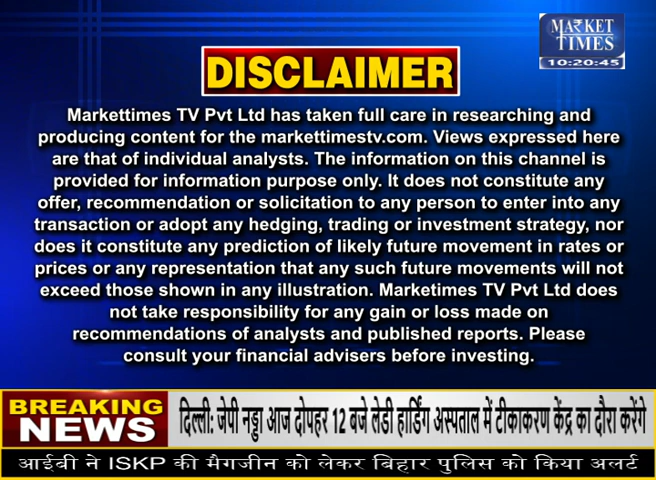 MARKET
TIMES
10:20:45
DISCLAIMER
Markettimes TV Pvt Ltd has taken full care in researching and
producing content for the markettimestv.com. Views expressed here
are that of individual analysts. The information on this channel is
provided for information purpose only. It does not constitute any
offer, recommendation or solicitation to any person to enter into any
transaction or adopt any hedging, trading or investment strategy, nor
does it constitute any prediction of likely future movement in rates or
prices or any representation that any such future movements will not
exceed those shown in any illustration. Marketimes TV Pvt Ltd does
not take responsibility for any gain or loss made on
recommendations of analysts and published reports. Please
consult your financial advisers before investing.
BREAKING
NEWS
दिल्ली: जेपी नड्डा आज दोपहर 12 बजे लेडी हार्डिंग अस्पताल में टीकाकरण केंद्र का दौरा करेंगे
आईबी ने ISKP की मैगजीन को लेकर बिहार पुलिस को किया अलर्ट